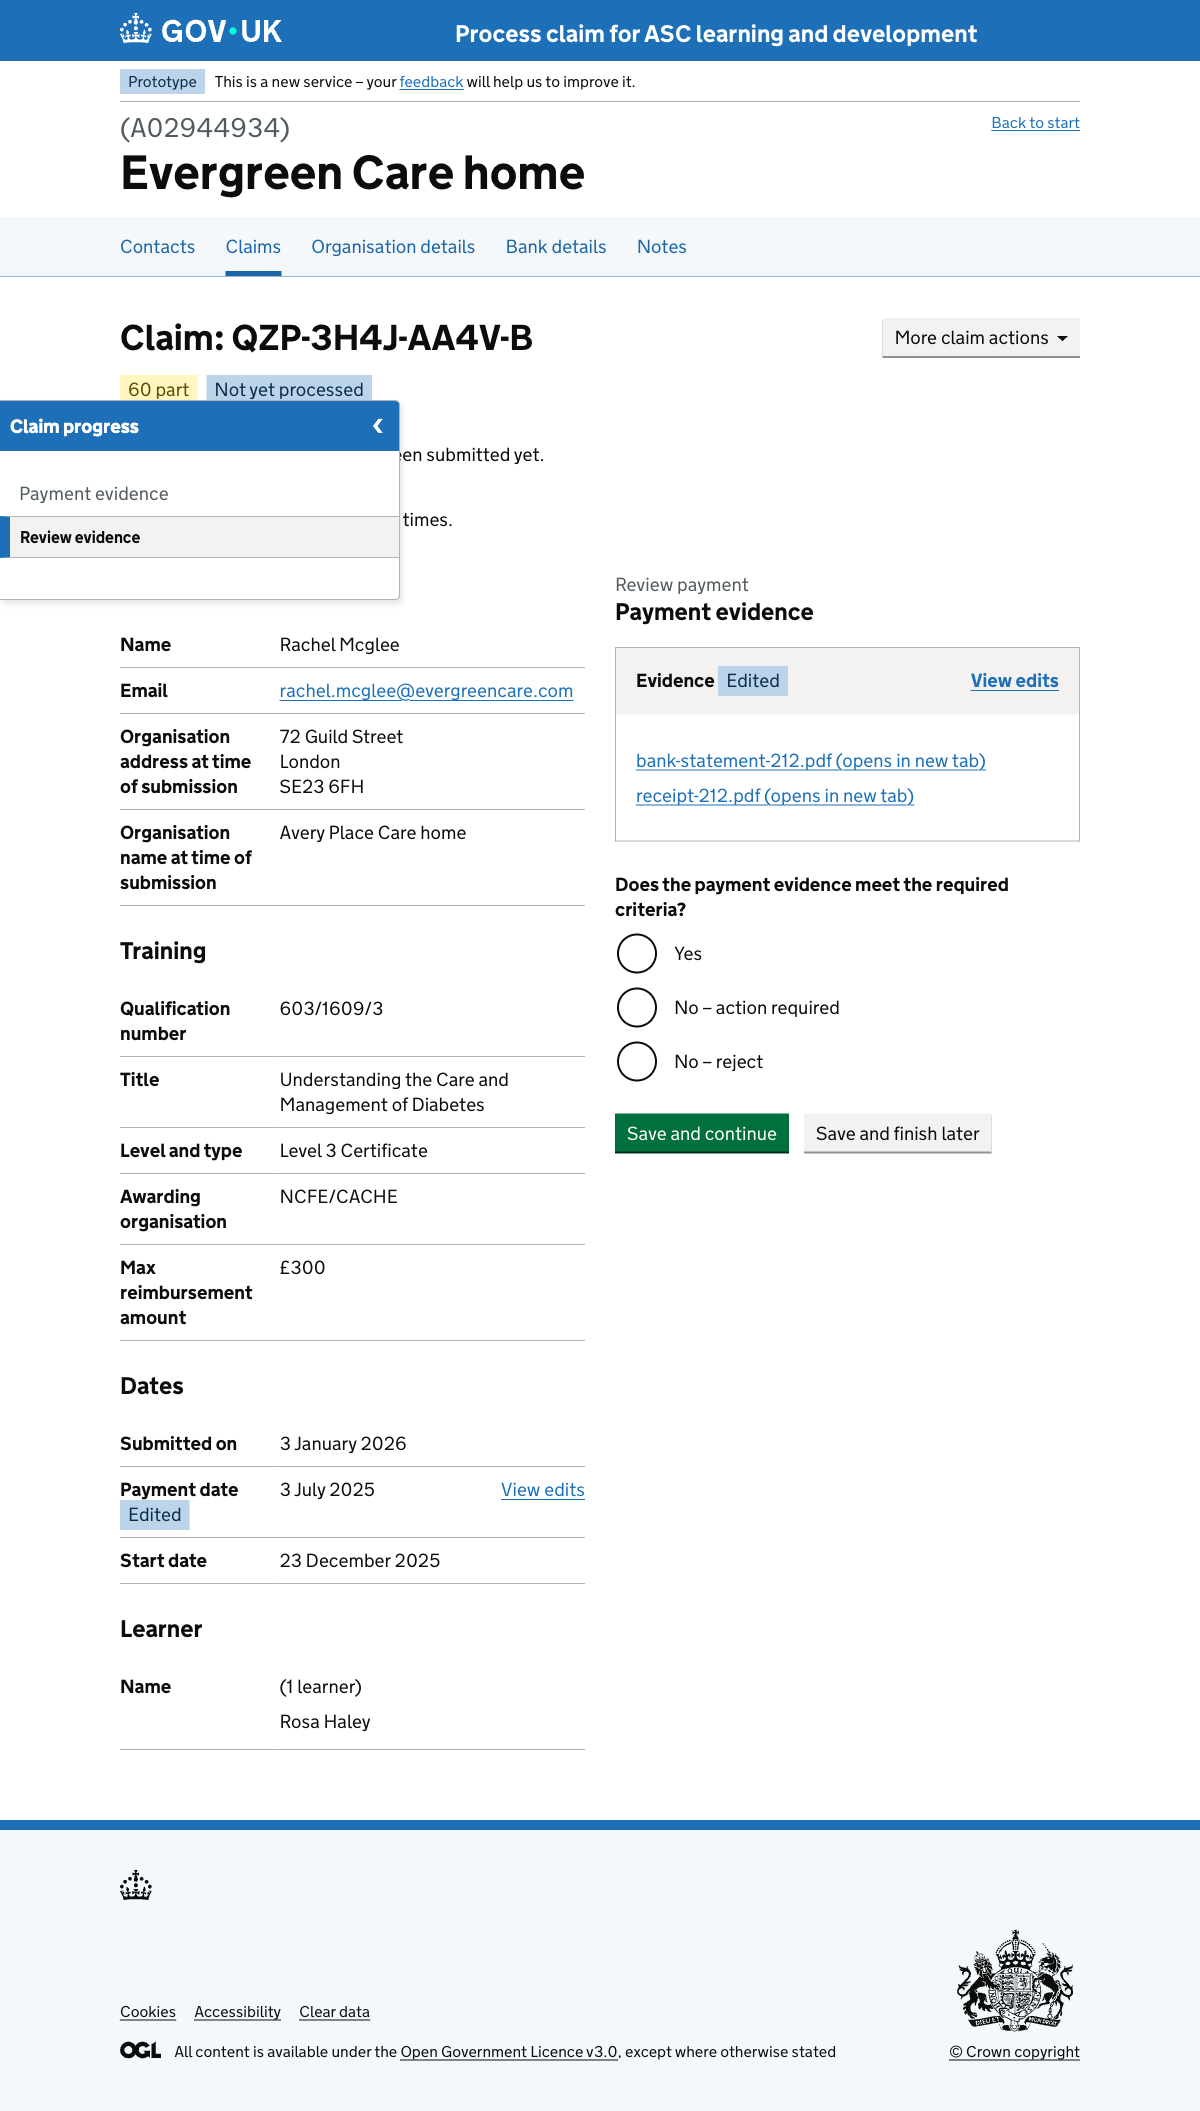 GOV·UK
Process claim for ASC learning and development
Prototype This is a new service – your feedback will help us to improve it.
(A02944934)
Back to start
Evergreen Care home
Contacts Claims Organisation details Bank details Notes
Claim: QZP-3H4J-AA4V-B
More claim actions
60 part Not yet processed
Claim progress
submitted yet.
Payment evidence
times.
Review evidence
Name Rachel Mcglee
Email rachel.mcglee@evergreencare.com
Organisation address at time of submission
72 Guild Street
London
SE23 6FH
Organisation name at time of submission
Avery Place Care home
Training
Qualification number
603/1609/3
Title
Understanding the Care and
Management of Diabetes
Level and type Level 3 Certificate
Awarding organisation
NCFE/CACHE
Max reimbursement amount
£300
Dates
Submitted on 3 January 2026
Payment date Edited
3 July 2025 View edits
Start date 23 December 2025
Learner
Name (1 learner)
Rosa Haley
Review payment
Payment evidence
Evidence Edited View edits
bank-statement-212.pdf (opens in new tab)
receipt-212.pdf (opens in new tab)
Does the payment evidence meet the required
criteria?
Yes
No – action required
No – reject
Save and continue Save and finish later
Cookies Accessibility Clear data
OGL All content is available under the Open Government Licence v3.0, except where otherwise stated
© Crown copyright